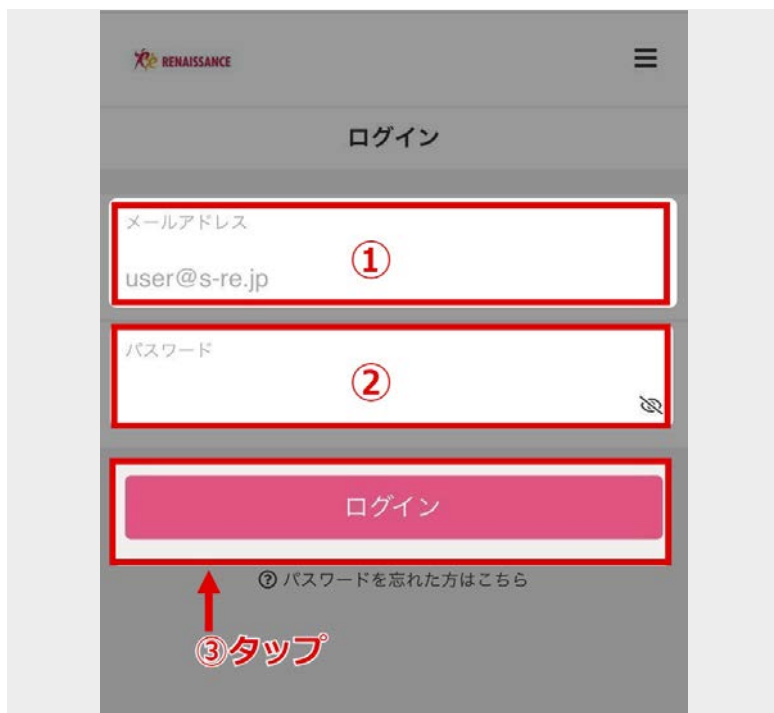 RENAISSANCE
ログイン
メールアドレス
①
user@s-re.jp
パスワード
②
ログイン
? パスワードを忘れた方はこちら
③タップ